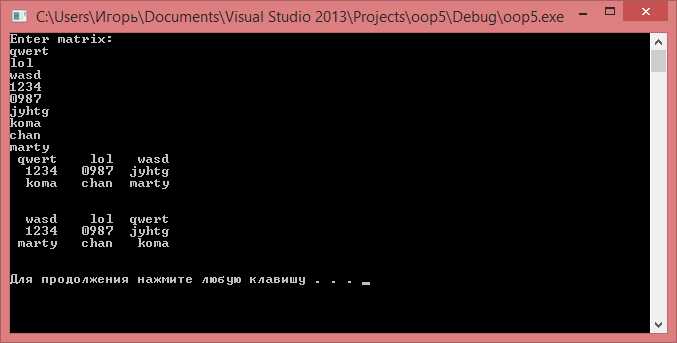 C:\Users\Игорь\Documents\Visual Studio 2013\Projects\oop5\Debug\oop5.exe
Enter matrix:
qwert
lol
wasd
1234
0987
jyhtg
koma
chan
marty
qwert lol wasd
1234 0987 jyhtg
koma chan marty
wasd lol qwert
1234 0987 jyhtg
marty chan koma
Для продолжения нажмите любую клавишу . . .